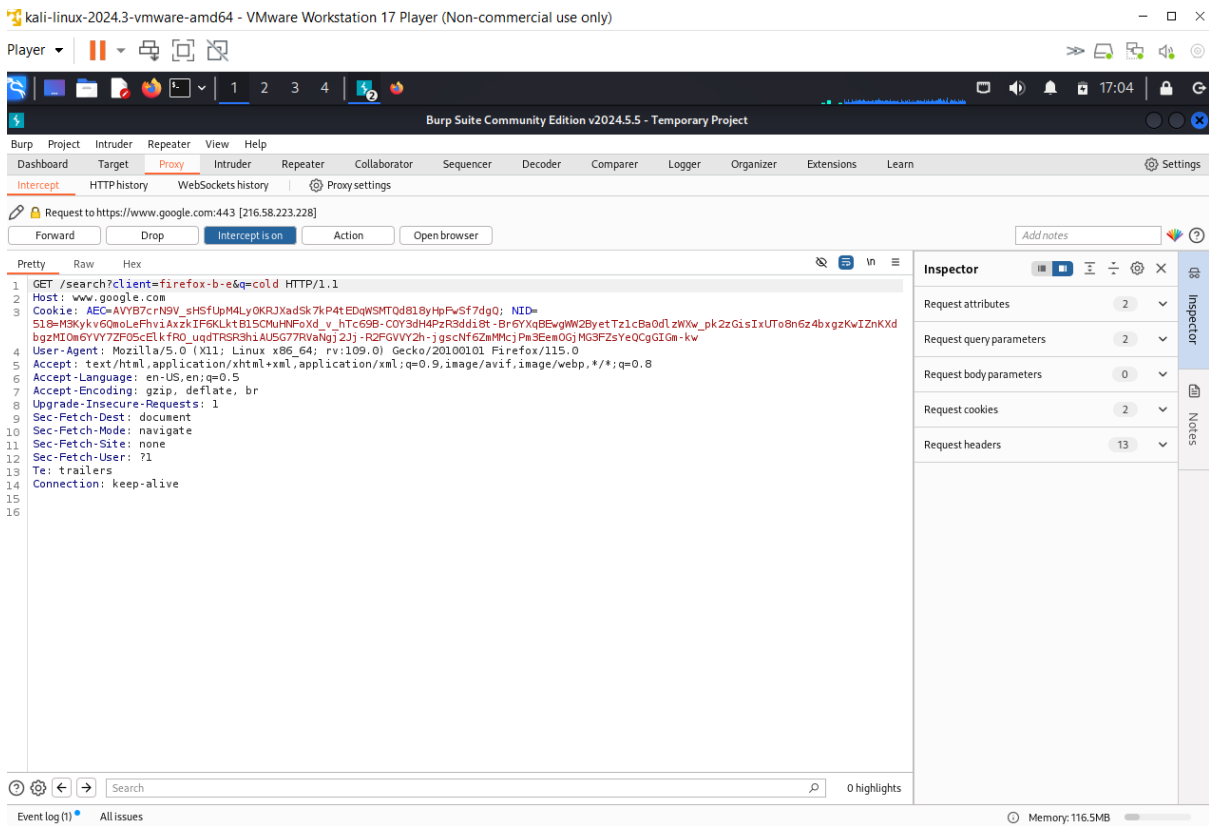 kali-linux-2024.3-vmware-amd64 - VMware Workstation 17 Player (Non-commercial use only)
Player
1 2 3 4 2 17:04
Burp Suite Community Edition v2024.5.5 - Temporary Project
Burp Project Intruder Repeater View Help
Dashboard Target Proxy Intruder Repeater Collaborator Sequencer Decoder Comparer Logger Organizer Extensions Learn Settings
Intercept HTTP history WebSockets history Proxy settings
Request to https://www.google.com:443 [216.58.223.228]
Forward Drop Intercept is on Action Open browser Add notes
Pretty Raw Hex \n
Inspector
1 GET /search?client=firefox-b-e&q=cold HTTP/1.1
2 Host: www.google.com
3 Cookie: AEC=AVYB7crN9V_sHSfUpM4Ly0KRJXadSk7kP4tEDqWSMTQd818yHpFwSf7dgQ; NID=
518=M3Kykv6QmoLeFhviAxzkIF6KLktB15CMuHNFoXd_v_hTc69B-COY3dH4PzR3ddi8t-Br6YXqBEwgWW2ByetTz1cBa0dlzWXw_pk2zGisIxUTo8n6z4bxgzKwIZnKXd
bgzMIOm6YVY7ZF05cElkfR0_uqdTRSR3hiAU5G77RVaNgj2Jj-R2FGVVY2h-jgscNf6ZmMMcjPm3EemOGjMG3FZsYeQCgGIGm-kw
4 User-Agent: Mozilla/5.0 (X11; Linux x86_64; rv:109.0) Gecko/20100101 Firefox/115.0
5 Accept: text/html,application/xhtml+xml,application/xml;q=0.9,image/avif,image/webp,*/*;q=0.8
6 Accept-Language: en-US,en;q=0.5
7 Accept-Encoding: gzip, deflate, br
8 Upgrade-Insecure-Requests: 1
9 Sec-Fetch-Dest: document
10 Sec-Fetch-Mode: navigate
11 Sec-Fetch-Site: none
12 Sec-Fetch-User: ?1
13 Te: trailers
14 Connection: keep-alive
15
16
Request attributes 2
Request query parameters 2
Request body parameters 0
Request cookies 2
Request headers 13
Inspector
Notes
Search 0 highlights
Event log (1) All issues Memory: 116.5MB